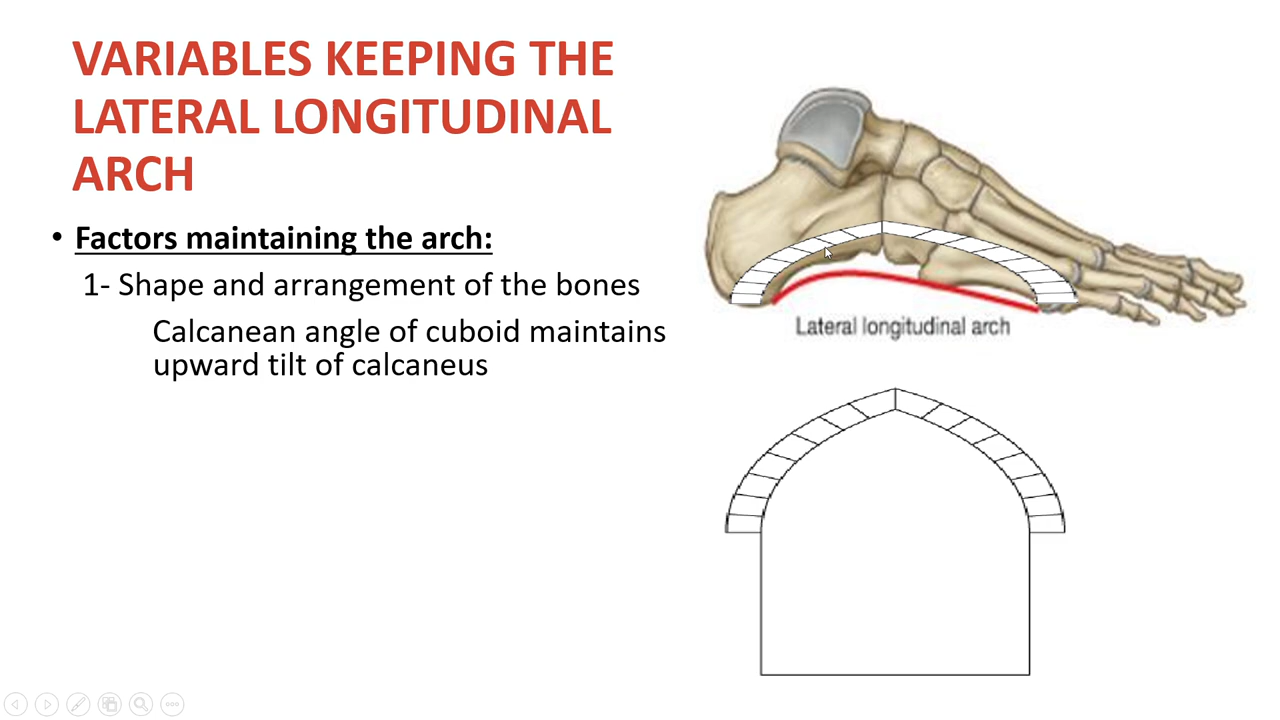 VARIABLES KEEPING THE
LATERAL LONGITUDINAL
ARCH
• Factors maintaining the arch:
1- Shape and arrangement of the bones
Calcanean angle of cuboid maintains
upward tilt of calcaneus
Lateral longitudinal arch